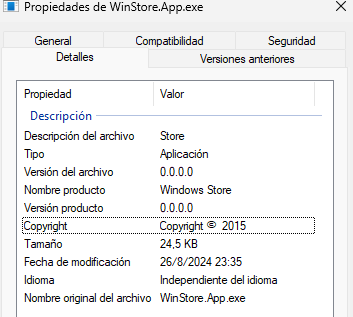 Propiedades de WinStore.App.exe
General Compatibilidad Seguridad
Detalles Versiones anteriores
Propiedad Valor
Descripción
Descripción del archivo Store
Tipo Aplicación
Versión del archivo 0.0.0.0
Nombre producto Windows Store
Versión producto 0.0.0.0
Copyright Copyright © 2015
Tamaño 24,5 KB
Fecha de modificación 26/8/2024 23:35
Idioma Independiente del idioma
Nombre original del archivo WinStore.App.exe